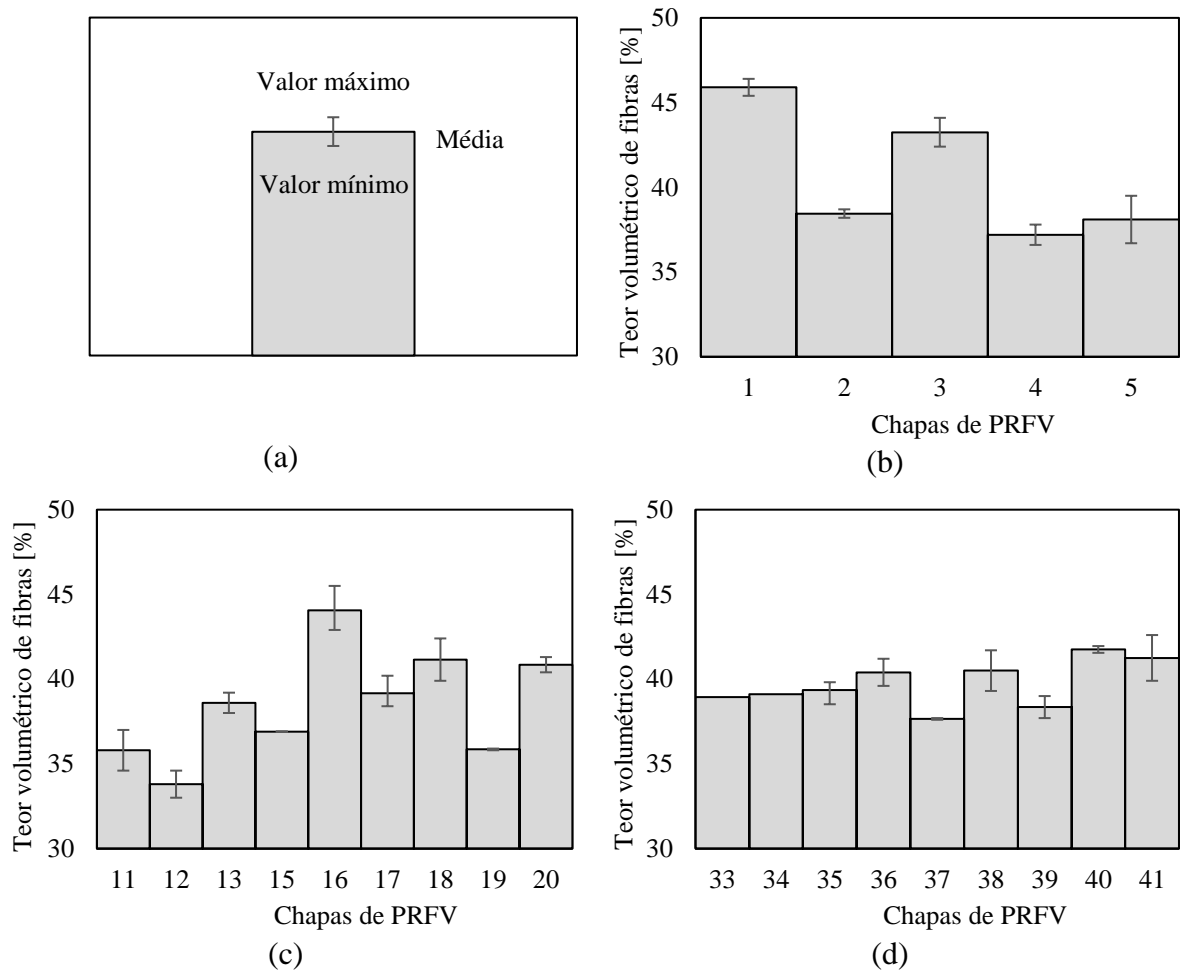 Valor máximo
Média
Valor mínimo
(a)
Teor volumétrico de fibras [%]
50
45
40
35
30
1 2 3 4 5
Chapas de PRFV
(b)
Teor volumétrico de fibras [%]
50
45
40
35
30
11 12 13 15 16 17 18 19 20
Chapas de PRFV
(c)
Teor volumétrico de fibras [%]
50
45
40
35
30
33 34 35 36 37 38 39 40 41
Chapas de PRFV
(d)